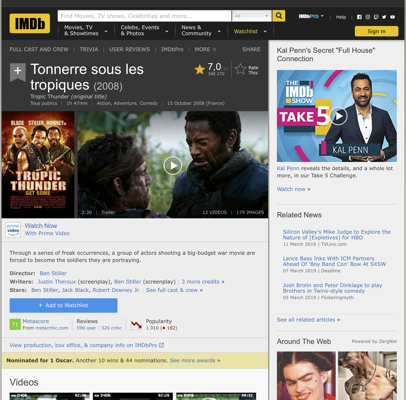 IMDb
Find Movies, TV shows, Celebrities and more...
All
Movies, TV & Showtimes
Celebs, Events & Photos
News & Community
Watchlist
IMDbPro
Help
Sign in
FULL CAST AND CREW | TRIVIA | USER REVIEWS | IMDbPro | MORE
SHARE
Tonnerre sous les
tropiques (2008)
Tropic Thunder (original title)
Tous publics | 1h 47min | Action, Adventure, Comedy | 15 October 2008 (France)
7,0
Rate
This
BLACK STILLER DOWNEY JR.
TROPIC
THUNDER
GET SOME
2:30 | Trailer
12 VIDEOS | 179 IMAGES
prime video
Watch Now
With Prime Video
Through a series of freak occurrences, a group of actors shooting a big-budget war movie are
forced to become the soldiers they are portraying.
Director: Ben Stiller
Writers: Justin Theroux (screenplay), Ben Stiller (screenplay) | 3 more credits »
Stars: Ben Stiller, Jack Black, Robert Downey Jr. | See full cast & crew »
+ Add to Watchlist
71
Metascore
From metacritic.com
Reviews
596 user | 320 critic
Popularity
1 010 ( 182)
View production, box office, & company info on IMDbPro
Nominated for 1 Oscar. Another 10 wins & 44 nominations. See more awards »
Videos
Kal Penn's Secret "Full House"
Connection
THE
IMDb
SHOW
TAKE 5
KAL PENN
Kal Penn reveals the details, and a whole lot
more, in our Take 5 Challenge.
Watch now »
Related News
Silicon Valley's Mike Judge to Explore the
Nature of [Expletives] for HBO
11 March 2019 | TVLine.com
Lance Bass Inks With ICM Partners
Ahead Of 'Boy Band Con' Bow At SXSW
07 March 2019 | Deadline
Josh Brolin and Peter Dinklage to play
Brothers in Twins-style comedy
03 March 2019 | Flickeringmyth
See all related articles »
Around The Web
Powered by ZergNet